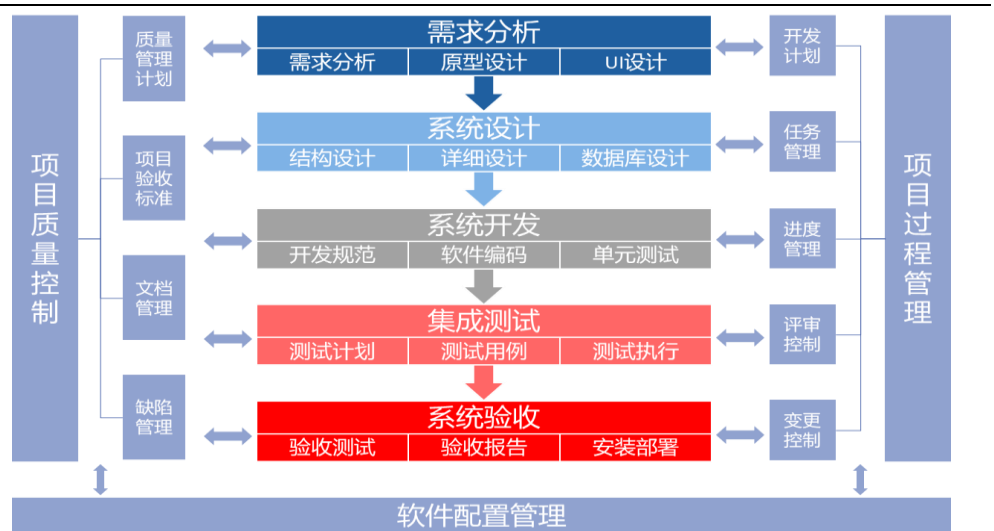 项目质量控制
质量
管理
计划
项目
验收
标准
文档
管理
缺陷
管理
需求分析
需求分析 原型设计 UI设计
系统设计
结构设计 详细设计 数据库设计
系统开发
开发规范 软件编码 单元测试
集成测试
测试计划 测试用例 测试执行
系统验收
验收测试 验收报告 安装部署
开发
计划
任务
管理
进度
管理
评审
控制
变更
控制
项目过程管理
软件配置管理